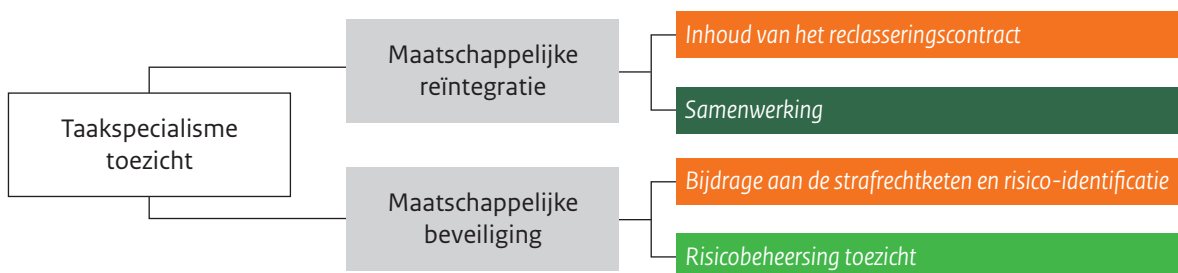 Taakspecialisme
toezicht
Maatschappelijke
reïntegratie
Inhoud van het reclasseringscontract
Samenwerking
Maatschappelijke
beveiliging
Bijdrage aan de strafrechtketen en risico-identificatie
Risicobeheersing toezicht